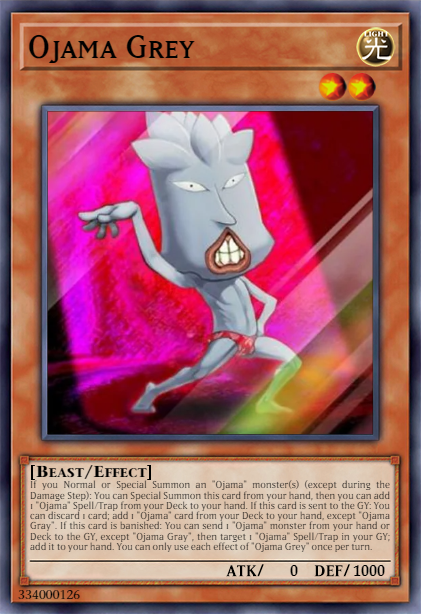 Ojama Grey
LIGHT
光
[Beast/Effect]
If you Normal or Special Summon an "Ojama" monster(s) (except during the
Damage Step): You can Special Summon this card from your hand, then you can add
1 "Ojama" Spell/Trap from your Deck to your hand. If this card is sent to the GY: You
can discard 1 card; add 1 "Ojama" card from your Deck to your hand, except "Ojama
Gray". If this card is banished: You can send 1 "Ojama" monster from your hand or
Deck to the GY, except "Ojama Gray", then target 1 "Ojama" Spell/Trap in your GY;
add it to your hand. You can only use each effect of "Ojama Grey" once per turn.
ATK/ 0 DEF/1000
334000126